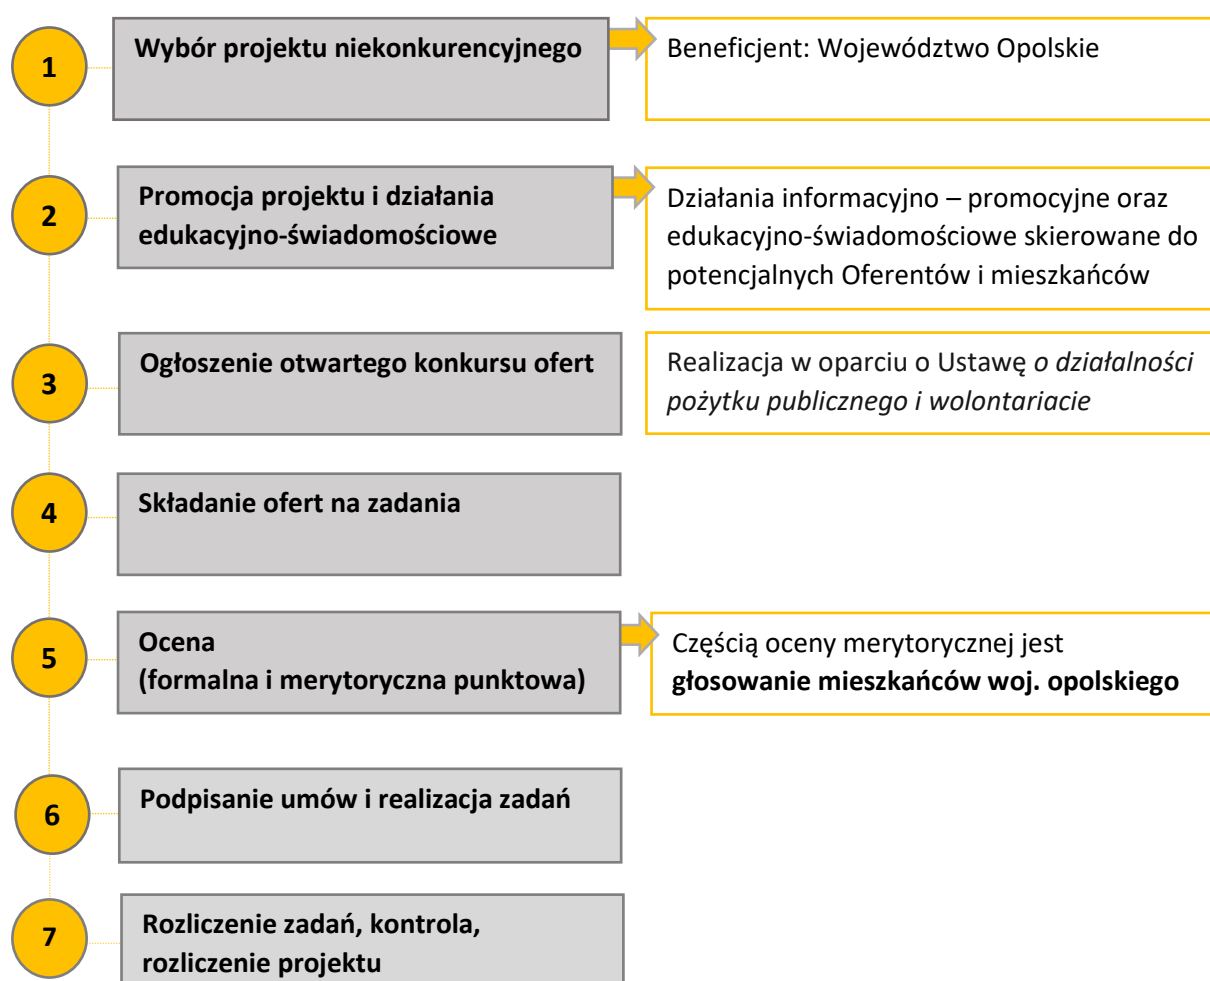 1
Wybór projektu niekonkurencyjnego
Beneficjent: Województwo Opolskie
2
Promocja projektu i działania
edukacyjno-świadomościowe
Działania informacyjno – promocyjne oraz
edukacyjno-świadomościowe skierowane do
potencjalnych Oferentów i mieszkańców
3
Ogłoszenie otwartego konkursu ofert
Realizacja w oparciu o Ustawę o działalności
pożytku publicznego i wolontariacie
4
Składanie ofert na zadania
5
Ocena
(formalna i merytoryczna punktowa)
Częścią oceny merytorycznej jest
głosowanie mieszkańców woj. opolskiego
6
Podpisanie umów i realizacja zadań
7
Rozliczenie zadań, kontrola,
rozliczenie projektu